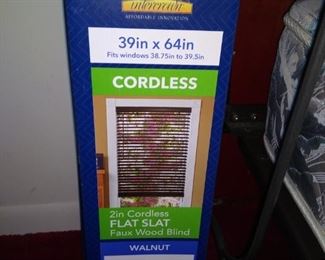 intercrown
AFFORDABLE INNOVATION
39in x 64in
Fits windows 38.75in to 39.5in
CORDLESS
2in Cordless
FLAT SLAT
Faux Wood Blind
WALNUT